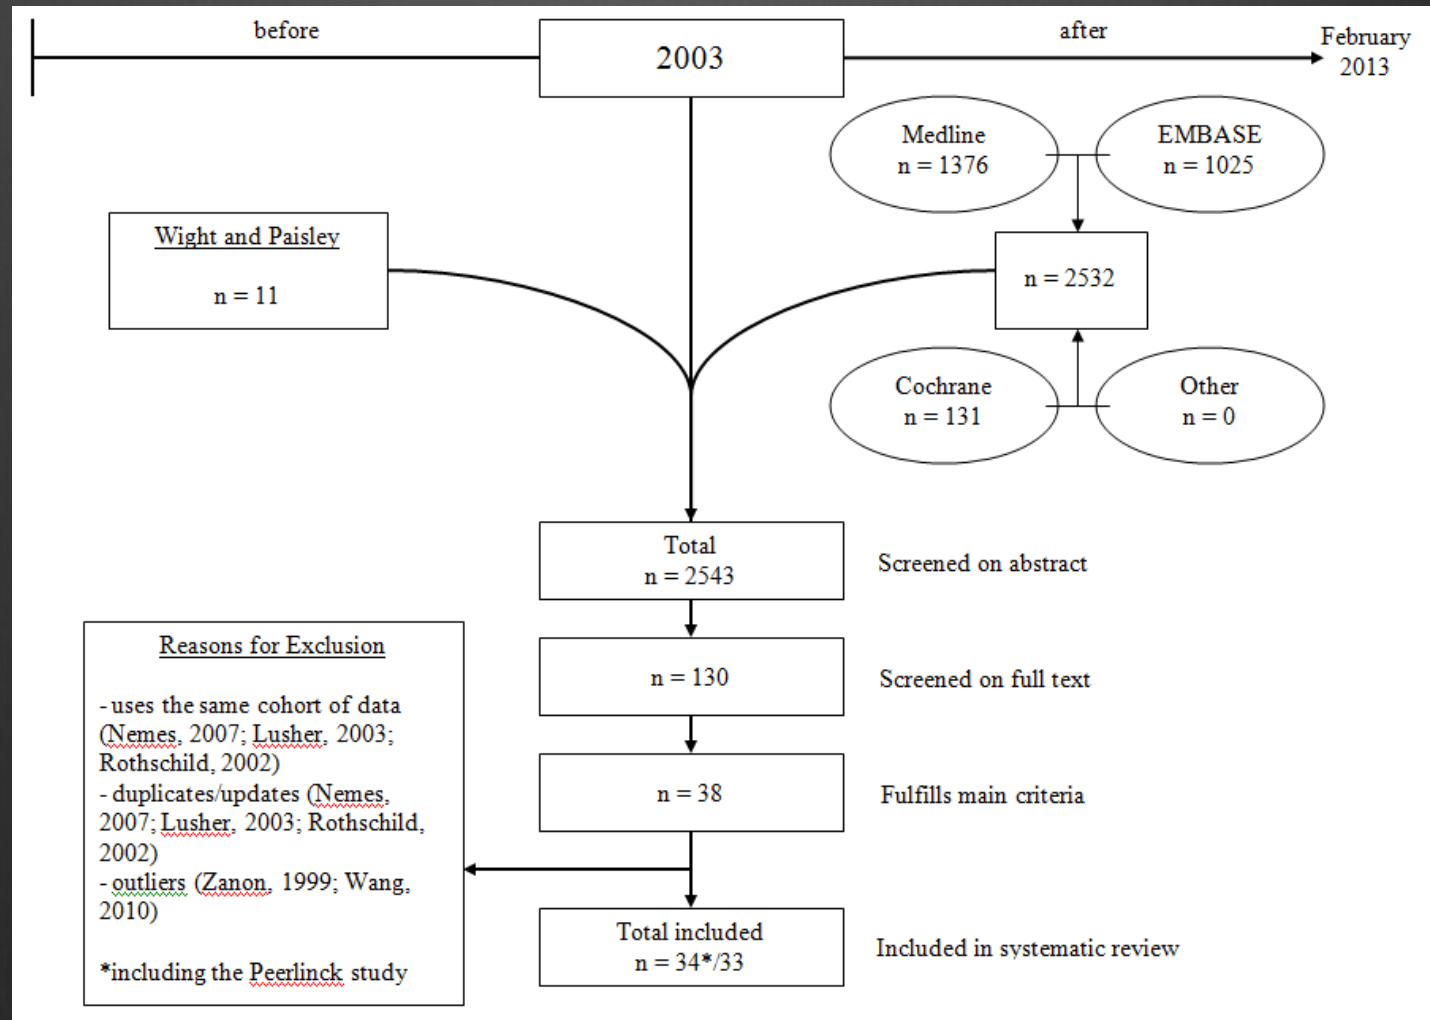 before
2003
after
February
2013
Medline
n = 1376
EMBASE
n = 1025
Wight and Paisley
n = 11
n = 2532
Cochrane
n = 131
Other
n = 0
Total
n = 2543
Screened on abstract
n = 130
Screened on full text
n = 38
Fulfills main criteria
Reasons for Exclusion
- uses the same cohort of data
(Nemes, 2007; Lusher, 2003;
Rothschild, 2002)
- duplicates/updates (Nemes,
2007; Lusher, 2003; Rothschild,
2002)
- outliers (Zanon, 1999; Wang,
2010)
*including the Peerlinck study
Total included
n = 34*/33
Included in systematic review